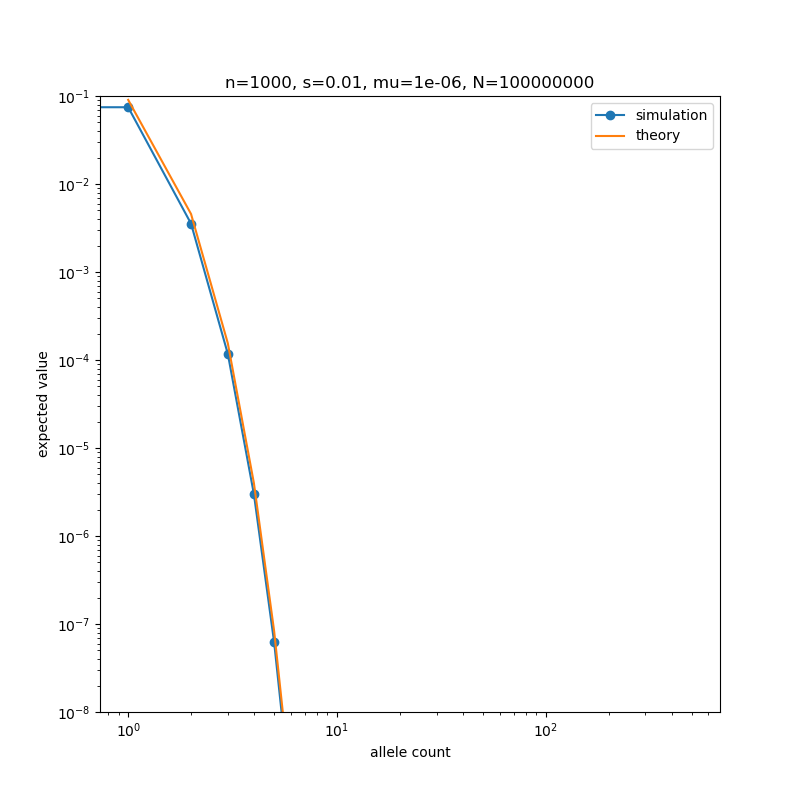 n=1000, s=0.01, mu=1e-06, N=100000000
simulation
theory
10⁻¹
10⁻²
10⁻³
10⁻⁴
10⁻⁵
10⁻⁶
10⁻⁷
10⁻⁸
expected value
10⁰ 10¹ 10²
allele count